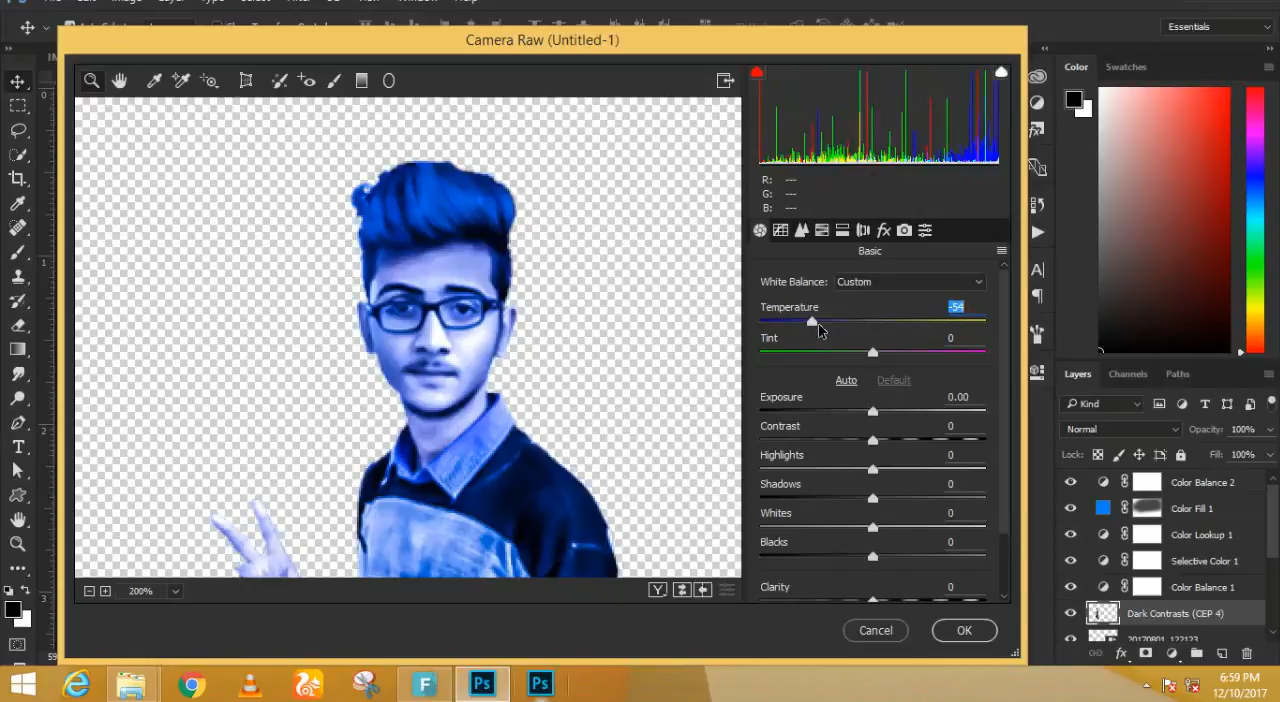 Camera Raw (Untitled-1)
Essentials
Color
Swatches
R: ---
G: ---
B: ---
Basic
White Balance: Custom
Temperature -54
Tint 0
Auto Default
Exposure 0.00
Contrast 0
Highlights 0
Shadows 0
Whites 0
Blacks 0
Clarity 0
200%
Cancel
OK
Layers
Channels
Paths
Kind
Normal
Opacity: 100%
Lock:
Fill: 100%
Color Balance 2
Color Fill 1
Color Lookup 1
Selective Color 1
Color Balance 1
Dark Contrasts (CEP 4)
20170801_122123
6:59 PM
12/10/2017